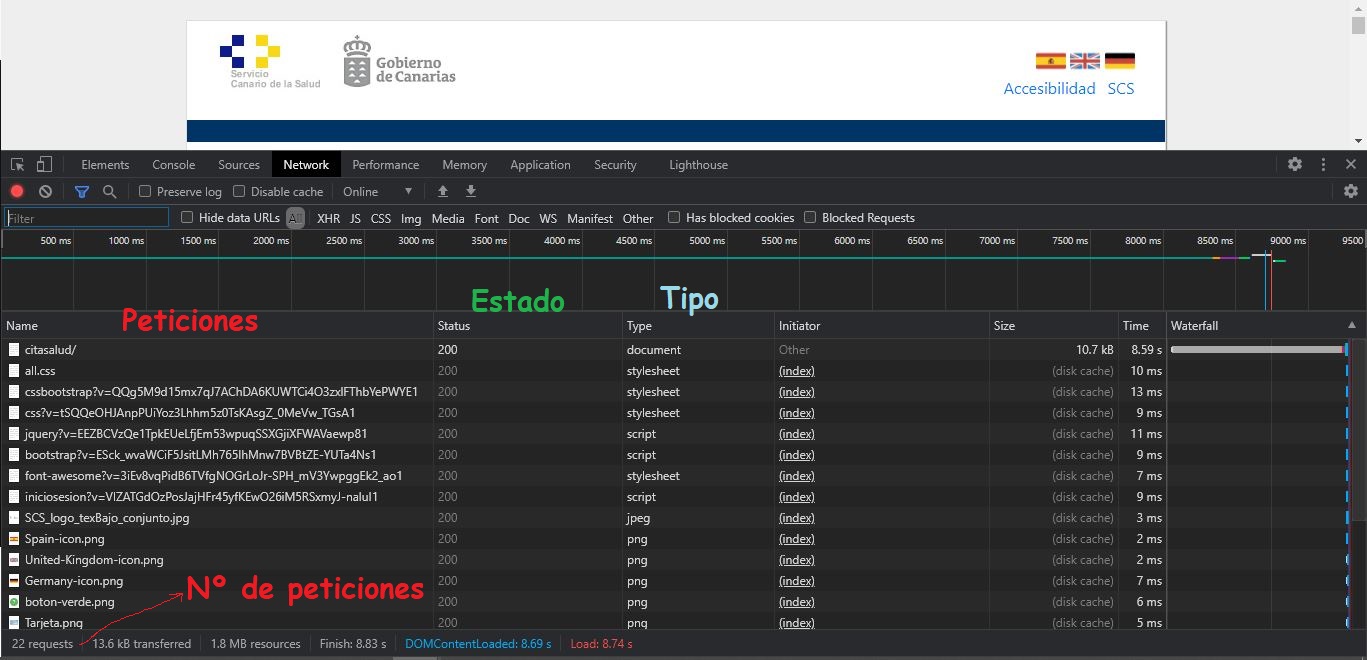 Servicio
Canario de la Salud
Gobierno
de Canarias
Accesibilidad SCS
Elements Console Sources Network Performance Memory Application Security Lighthouse
Preserve log Disable cache Online
Filter Hide data URLs All XHR JS CSS Img Media Font Doc WS Manifest Other Has blocked cookies Blocked Requests
500 ms 1000 ms 1500 ms 2000 ms 2500 ms 3000 ms 3500 ms 4000 ms 4500 ms 5000 ms 5500 ms 6000 ms 6500 ms 7000 ms 7500 ms 8000 ms 8500 ms 9000 ms 9500
Peticiones Estado Tipo
Name Status Type Initiator Size Time Waterfall
citasalud/ 200 document Other 10.7 kB 8.59 s
all.css 200 stylesheet (index) (disk cache) 10 ms
cssbootstrap?v=QQg5M9d15mx7qJ7AChDA6KUWTCi4O3zxlFThbYePWYE1 200 stylesheet (index) (disk cache) 13 ms
css?v=tSQQeOHJAnpPUiYoz3Lhhm5z0TsKAsgZ_0MeVw_TGsA1 200 stylesheet (index) (disk cache) 9 ms
jquery?v=EEZBCVzQe1TpkEUeLfjEm53wpuqSSXGjiXFWAVaewp81 200 script (index) (disk cache) 11 ms
bootstrap?v=ESck_wvaWCiF5JsitLMh765IhMnw7BVBtZE-YUTa4Ns1 200 script (index) (disk cache) 9 ms
font-awesome?v=3iEv8vqPidB6TVfgNOGrLoJr-SPH_mV3YwpggEk2_ao1 200 stylesheet (index) (disk cache) 7 ms
iniciosesion?v=VIZATGdOzPosJajHFr45yfKEwO26iM5RSxmyJ-naluI1 200 script (index) (disk cache) 9 ms
SCS_logo_texBajo_conjunto.jpg 200 jpeg (index) (disk cache) 3 ms
Spain-icon.png 200 png (index) (disk cache) 2 ms
United-Kingdom-icon.png 200 png (index) (disk cache) 2 ms
Germany-icon.png 200 png (index) (disk cache) 7 ms
Nº de peticiones
boton-verde.png 200 png (index) (disk cache) 6 ms
Tarjeta.png 200 png (index) (disk cache) 5 ms
22 requests 13.6 kB transferred 1.8 MB resources Finish: 8.83 s DOMContentLoaded: 8.69 s Load: 8.74 s